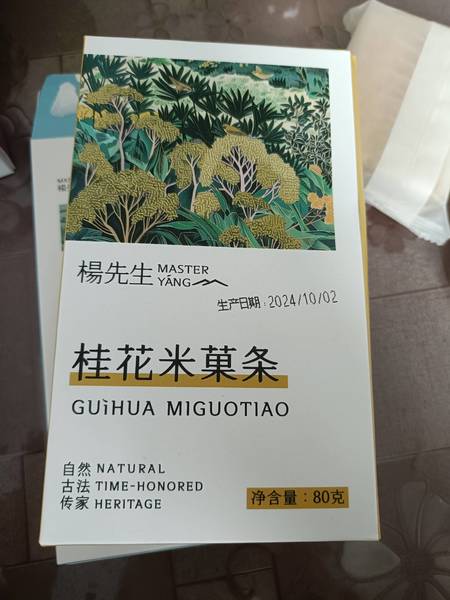 楊先生 MASTER YÁNG
生产日期:2024/10/02
桂花米菓条
GUìHUA MIGUOTIAO
自然 NATURAL
古法 TIME-HONORED
传家 HERITAGE
净含量:80克